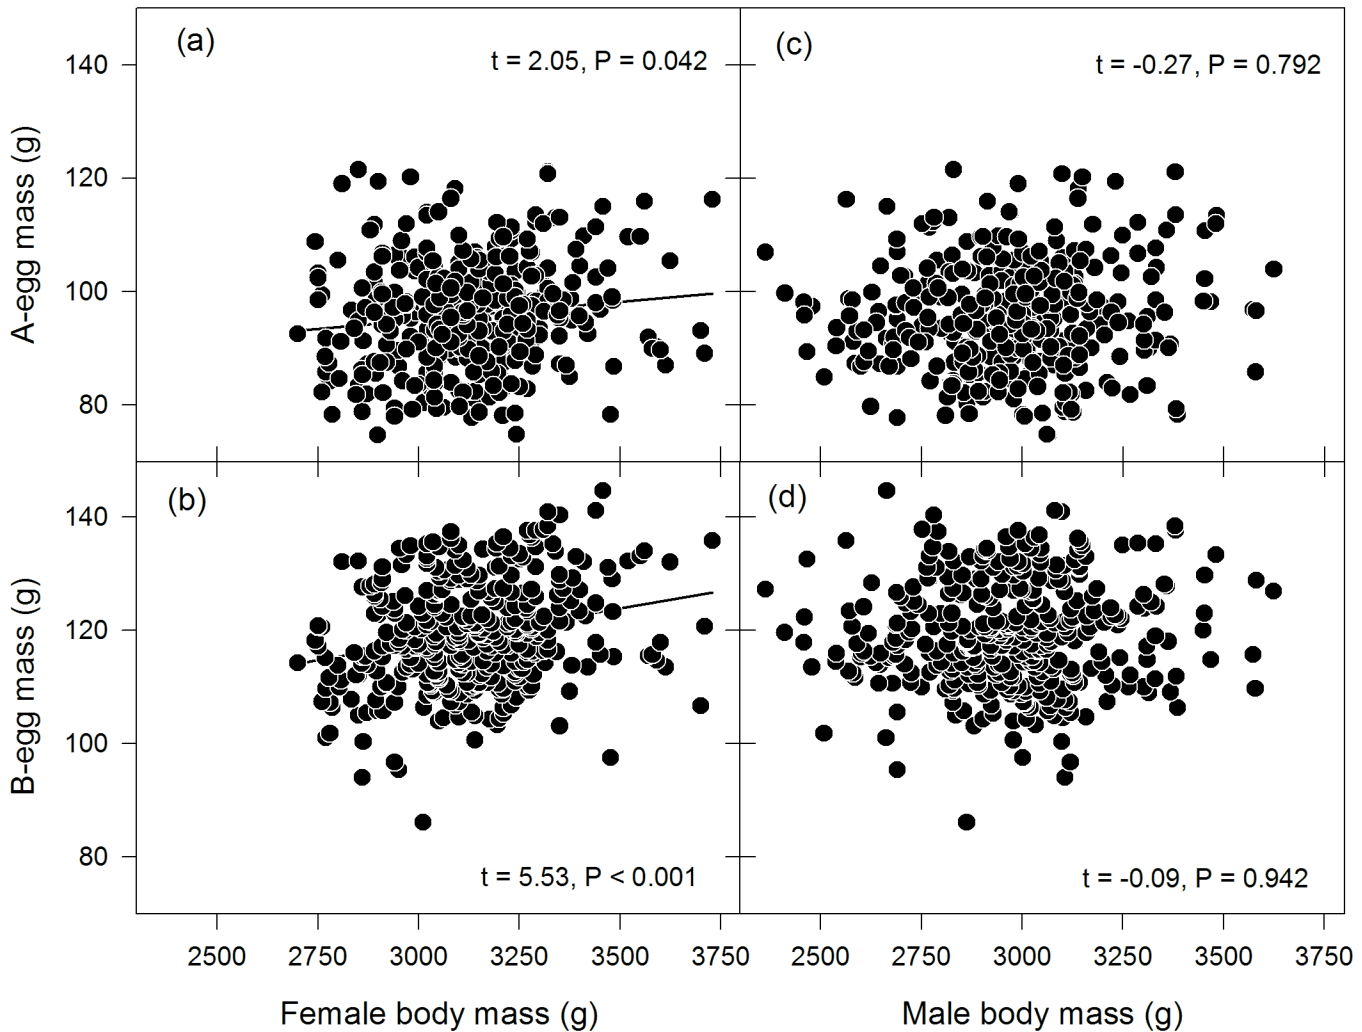 (a)
t = 2.05, P = 0.042
(c)
t = -0.27, P = 0.792
140
120
100
80
A-egg mass (g)
(b)
t = 5.53, P < 0.001
(d)
t = -0.09, P = 0.942
140
120
100
80
B-egg mass (g)
2500 2750 3000 3250 3500 3750 2500 2750 3000 3250 3500 3750
Female body mass (g)
Male body mass (g)